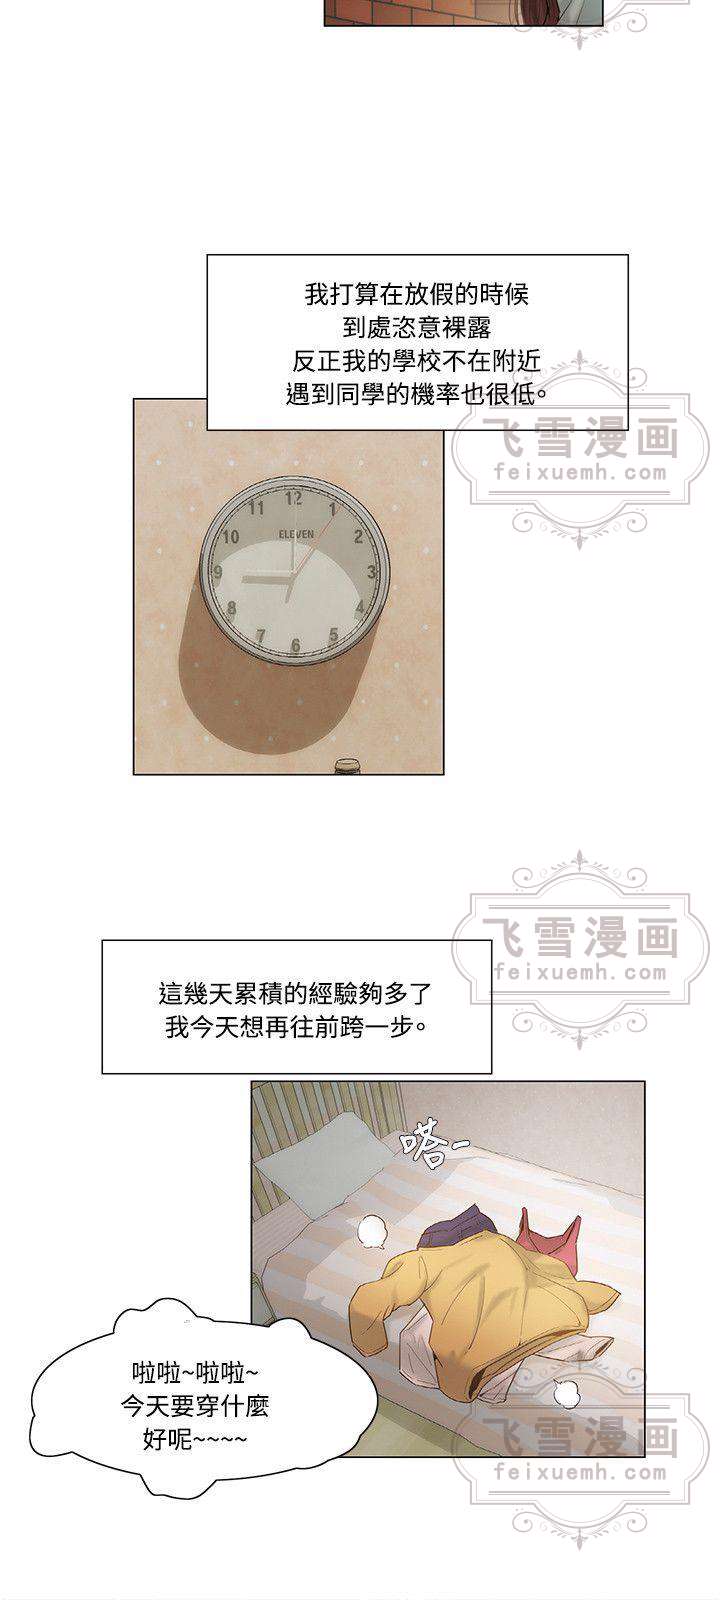 我打算在放假的時候
到處恣意裸露
反正我的學校不在附近
遇到同學的機率也很低。
飞雪漫画
feixuemh.com
11 12 1
10 ELEVEN 2
9 3
8 4
7 6 5
飞雪漫画
feixuemh.com
這幾天累積的經驗夠多了
我今天想再往前跨一步。
嗒-
啦啦~啦啦~
今天要穿什麼
好呢~~~~
飞雪漫画
feixuemh.com